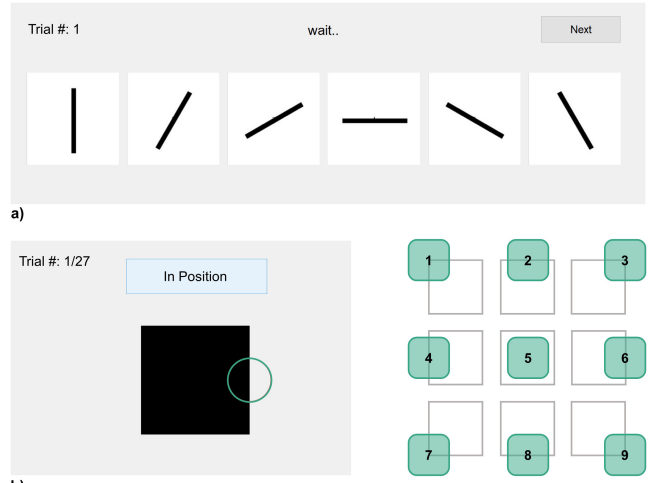 Trial #: 1
wait..
Next
a)
Trial #: 1/27
In Position
1 2 3
4 5 6
7 8 9